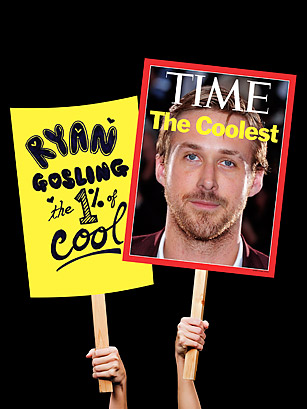 RYAN
GOSLING
the 1% of
cool
TIME
The Coolest